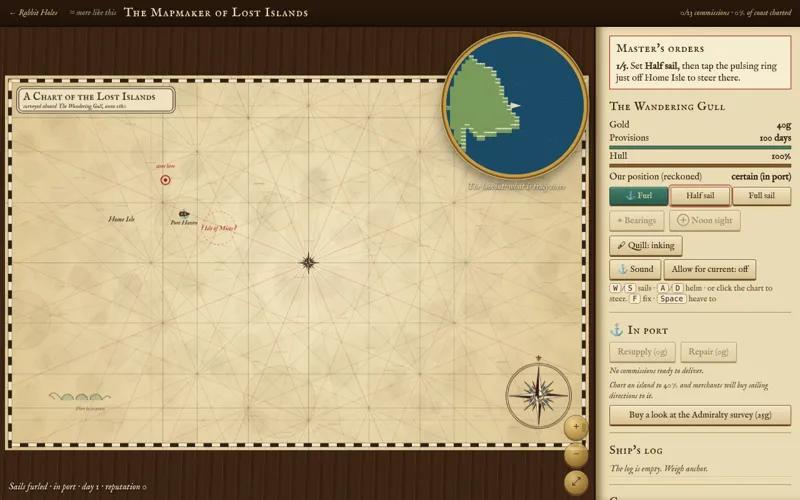 ← Rabbit Holes
≈ more like this
The Mapmaker of Lost Islands
0/13 commissions · 0% of coast charted
A Chart of the Lost Islands
surveyed aboard The Wandering Gull, anno 1761
steer here
Home Isle
Port Haven
Isle of Mists?
The lookout: what is truly there
Sails furled · in port · day 1 · reputation 0
Master's orders
1/5. Set Half sail, then tap the pulsing ring
just off Home Isle to steer there.
The Wandering Gull
Gold 40g
Provisions 100 days
Hull 100%
Our position (reckoned) certain (in port)
⚓ Furl Half sail Full sail
⌖ Bearings Noon sight
Quill: inking
⚓ Sound Allow for current: off
W/S sails · A/D helm · or click the chart to
steer. F fix · Space heave to
⚓ In port
Resupply (0g) Repair (0g)
No commissions ready to deliver.
Chart an island to 40% and merchants will buy sailing
directions to it.
Buy a look at the Admiralty survey (25g)
Ship's log
The log is empty. Weigh anchor.